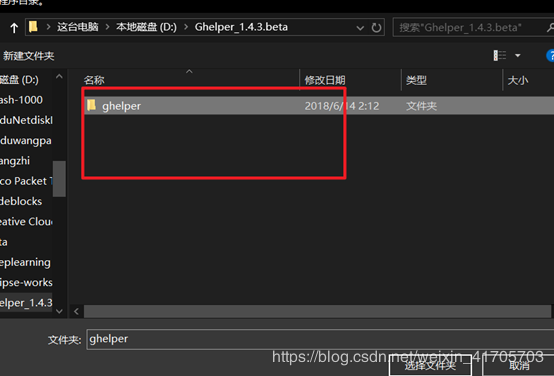 程序目录。
这台电脑 > 本地磁盘 (D:) > Ghelper_1.4.3.beta
搜索"Ghelper_1.4.3.beta"
新建文件夹
磁盘 (D:) 名称 修改日期 类型 大小
ash-1000 ghelper 2018/6/14 2:12 文件夹
iduNetdiskI
duwangpa
angzhi
co Packet T
deblocks
eative Clou
ta
eplearning
lipse-works
elper_1.4.3
文件夹: ghelper
https://blog.csdn.net/weixin_41705703
选择文件夹 取消